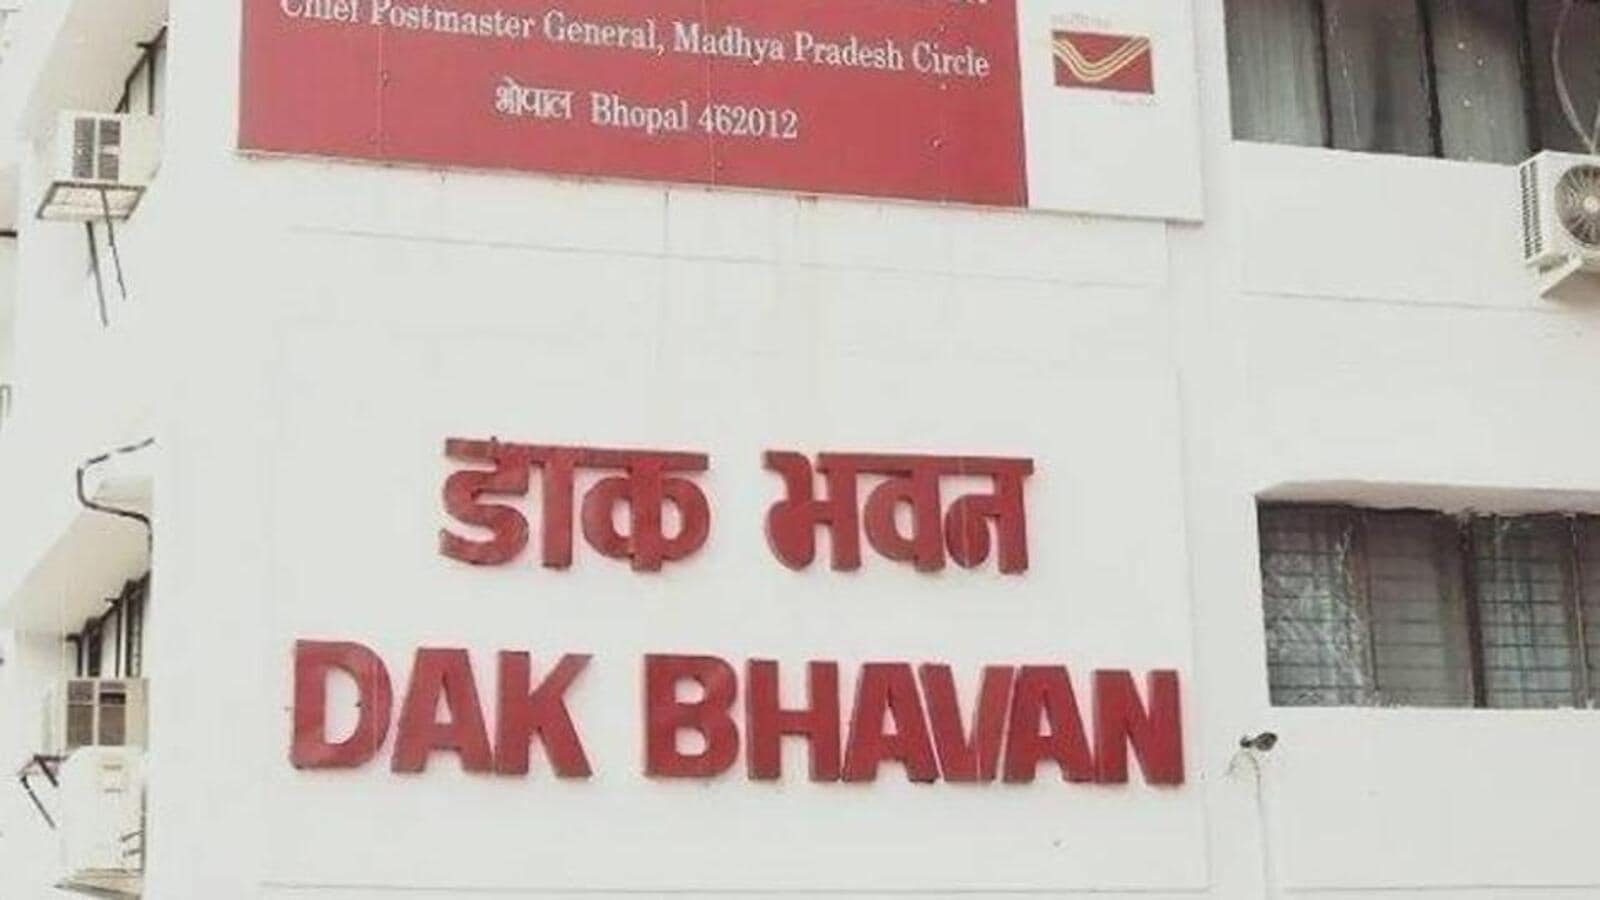 Chief Postmaster General, Madhya Pradesh Circle
भोपाल Bhopal 462012
डाक भवन
DAK BHAVAN